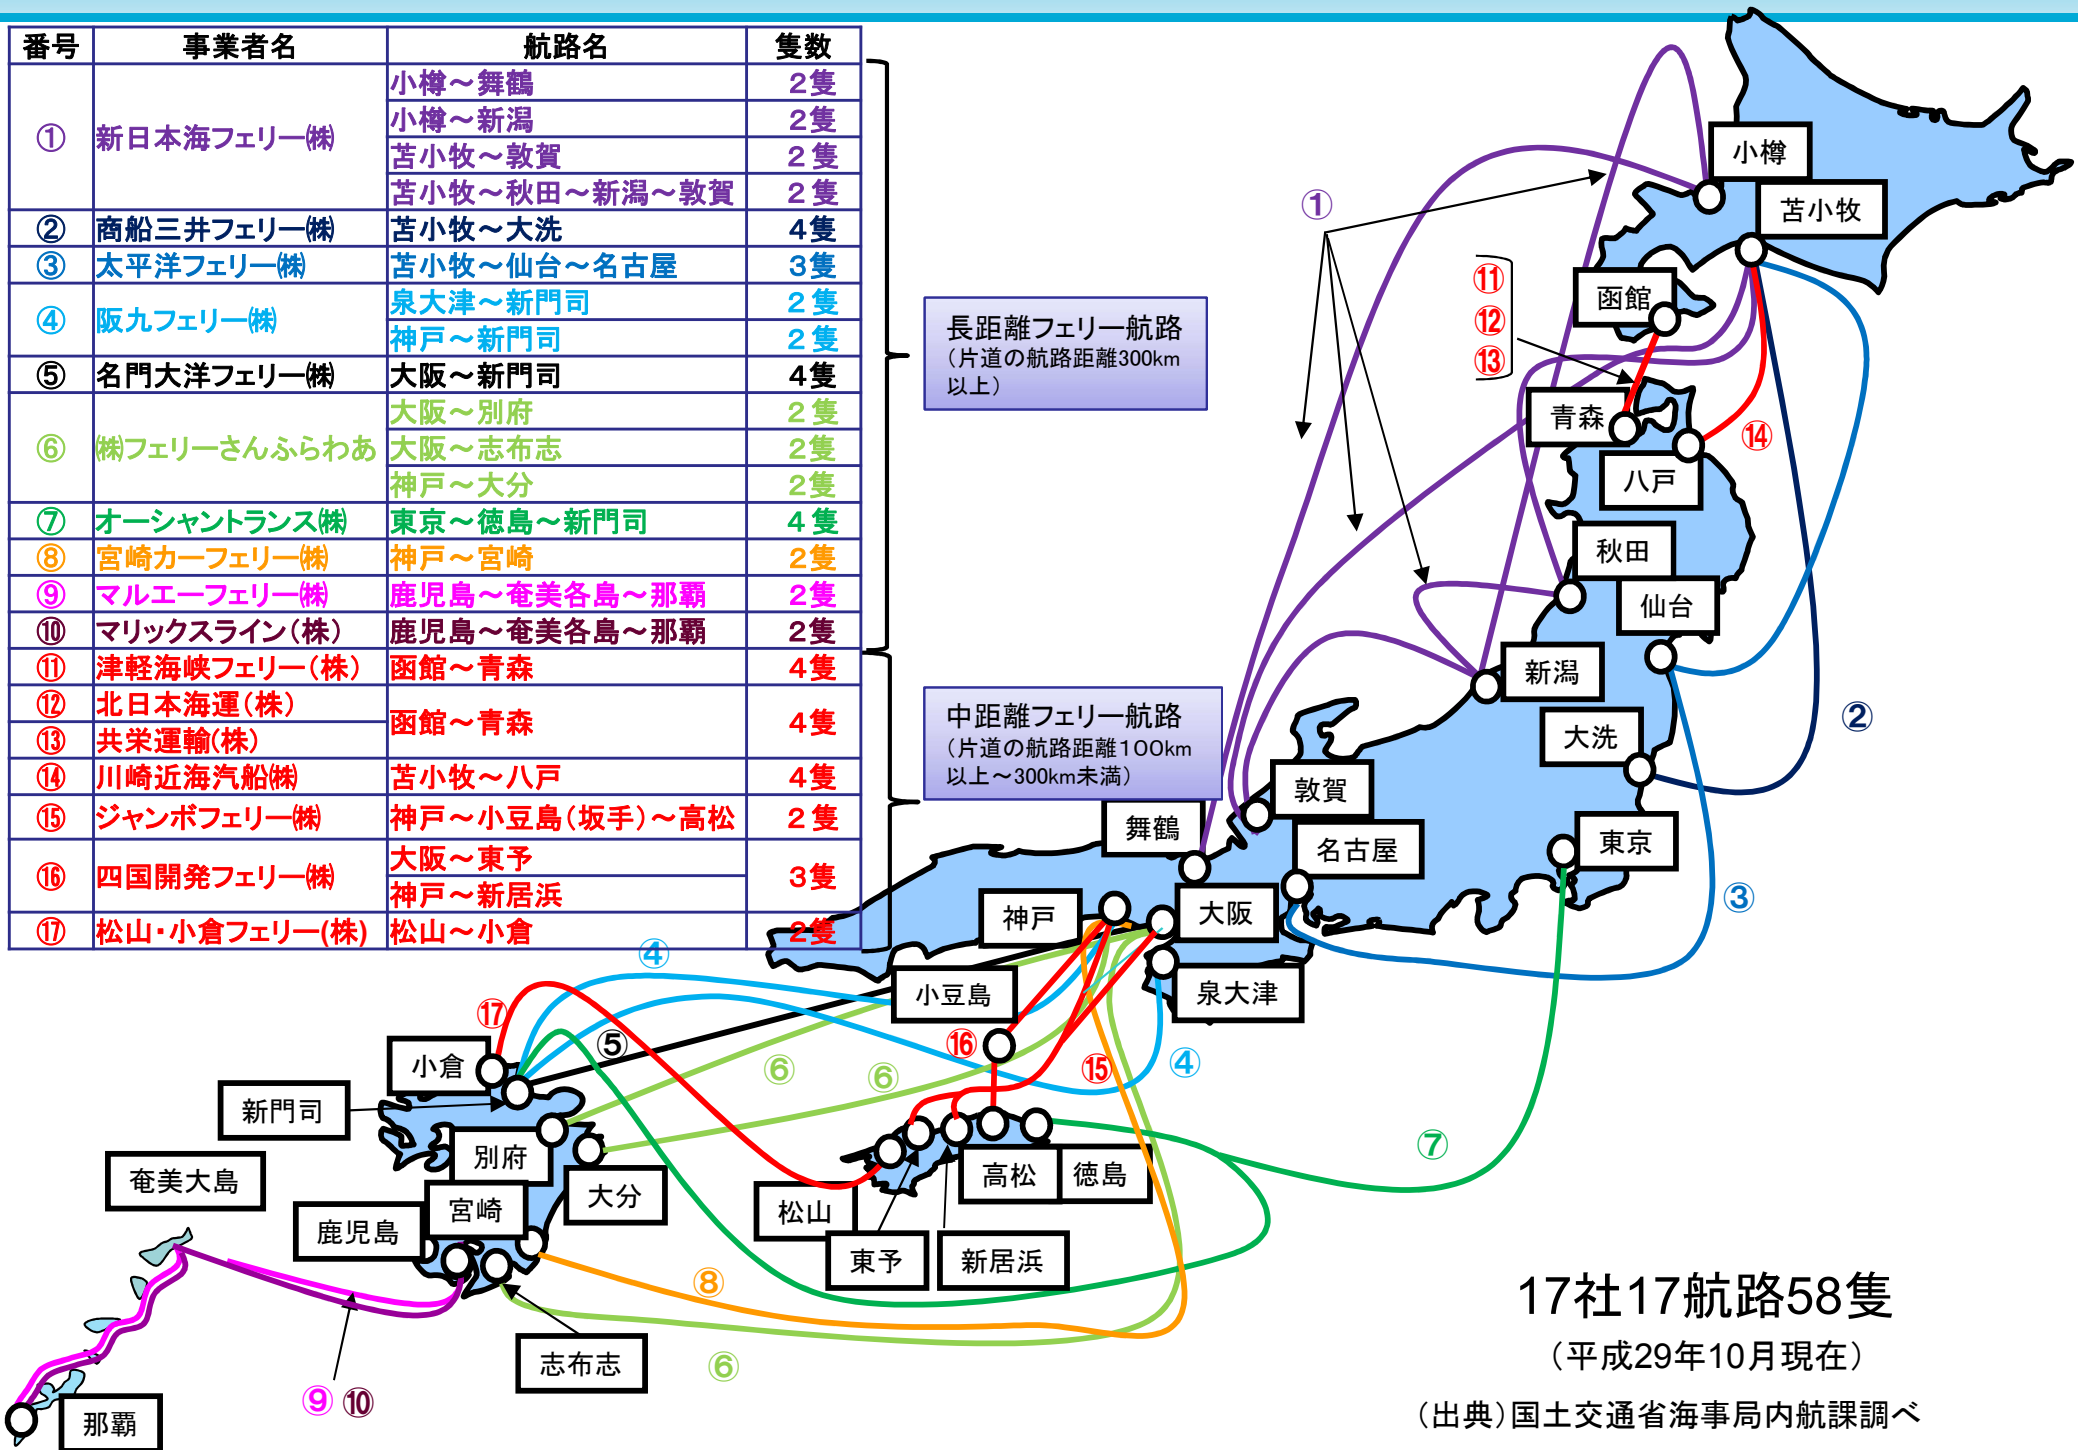 番号 事業者名 航路名 隻数
① 新日本海フェリー㈱ 小樽～舞鶴 2隻
小樽～新潟 2隻
苫小牧～敦賀 2隻
苫小牧～秋田～新潟～敦賀 2隻
② 商船三井フェリー㈱ 苫小牧～大洗 4隻
③ 太平洋フェリー㈱ 苫小牧～仙台～名古屋 3隻
④ 阪九フェリー㈱ 泉大津～新門司 2隻
神戸～新門司 2隻
⑤ 名門大洋フェリー㈱ 大阪～新門司 4隻
⑥ ㈱フェリーさんふらわあ 大阪～別府 2隻
大阪～志布志 2隻
神戸～大分 2隻
⑦ オーシャントランス㈱ 東京～徳島～新門司 4隻
⑧ 宮崎カーフェリー㈱ 神戸～宮崎 2隻
⑨ マルエーフェリー㈱ 鹿児島～奄美各島～那覇 2隻
⑩ マリックスライン(株) 鹿児島～奄美各島～那覇 2隻
⑪ 津軽海峡フェリー(株) 函館～青森 4隻
⑫ 北日本海運(株) 函館～青森 4隻
⑬ 共栄運輸(株)
⑭ 川崎近海汽船㈱ 苫小牧～八戸 4隻
⑮ ジャンボフェリー㈱ 神戸～小豆島(坂手)～高松 2隻
⑯ 四国開発フェリー㈱ 大阪～東予 3隻
神戸～新居浜
⑰ 松山・小倉フェリー(株) 松山～小倉 2隻
長距離フェリー航路
（片道の航路距離300km
以上）
中距離フェリー航路
（片道の航路距離100km
以上～300km未満）
小樽
苫小牧
①
⑪
⑫
⑬
函館
青森
⑭
八戸
秋田
仙台
新潟
②
大洗
敦賀
舞鶴
名古屋
東京
③
神戸
大阪
④
小豆島
泉大津
⑰
⑯
⑤
⑥
⑥
⑮
④
小倉
新門司
別府
大分
奄美大島
宮崎
鹿児島
高松
徳島
⑦
松山
東予
新居浜
⑧
志布志
⑥
⑨ ⑩
那覇
17社17航路58隻
（平成29年10月現在）
（出典）国土交通省海事局内航課調べ